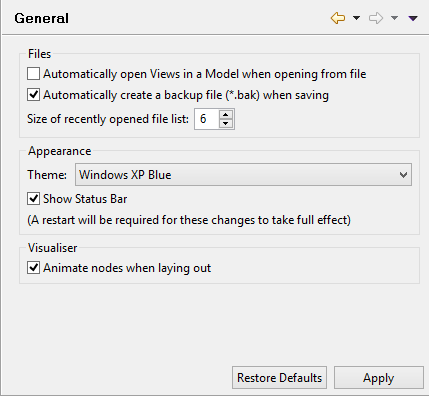 General
Files
Automatically open Views in a Model when opening from file
Automatically create a backup file (*.bak) when saving
Size of recently opened file list: 6
Appearance
Theme: Windows XP Blue
Show Status Bar
(A restart will be required for these changes to take full effect)
Visualiser
Animate nodes when laying out
Restore Defaults Apply